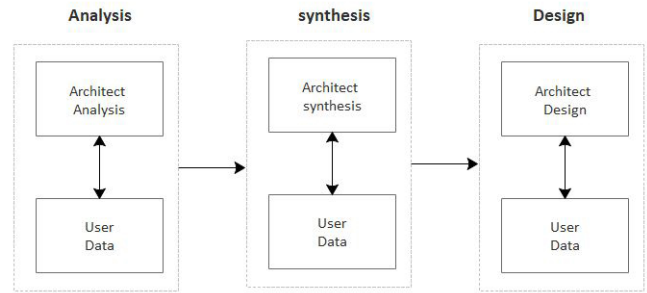 Analysis
synthesis
Design
Architect
Analysis
Architect
synthesis
Architect
Design
User
Data
User
Data
User
Data